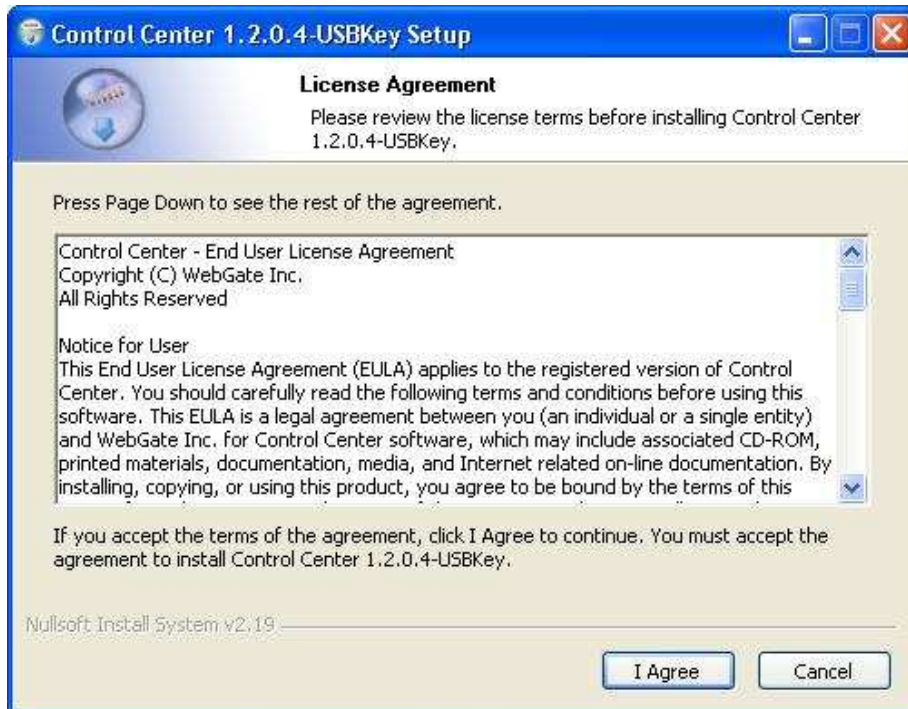 Control Center 1.2.0.4-USBKey Setup
License Agreement
Please review the license terms before installing Control Center
1.2.0.4-USBKey.
Press Page Down to see the rest of the agreement.
Control Center - End User License Agreement
Copyright (C) WebGate Inc.
All Rights Reserved
Notice for User
This End User License Agreement (EULA) applies to the registered version of Control
Center. You should carefully read the following terms and conditions before using this
software. This EULA is a legal agreement between you (an individual or a single entity)
and WebGate Inc. for Control Center software, which may include associated CD-ROM,
printed materials, documentation, media, and Internet related on-line documentation. By
installing, copying, or using this product, you agree to be bound by the terms of this
If you accept the terms of the agreement, click I Agree to continue. You must accept the
agreement to install Control Center 1.2.0.4-USBKey.
Nullsoft Install System v2.19
I Agree
Cancel